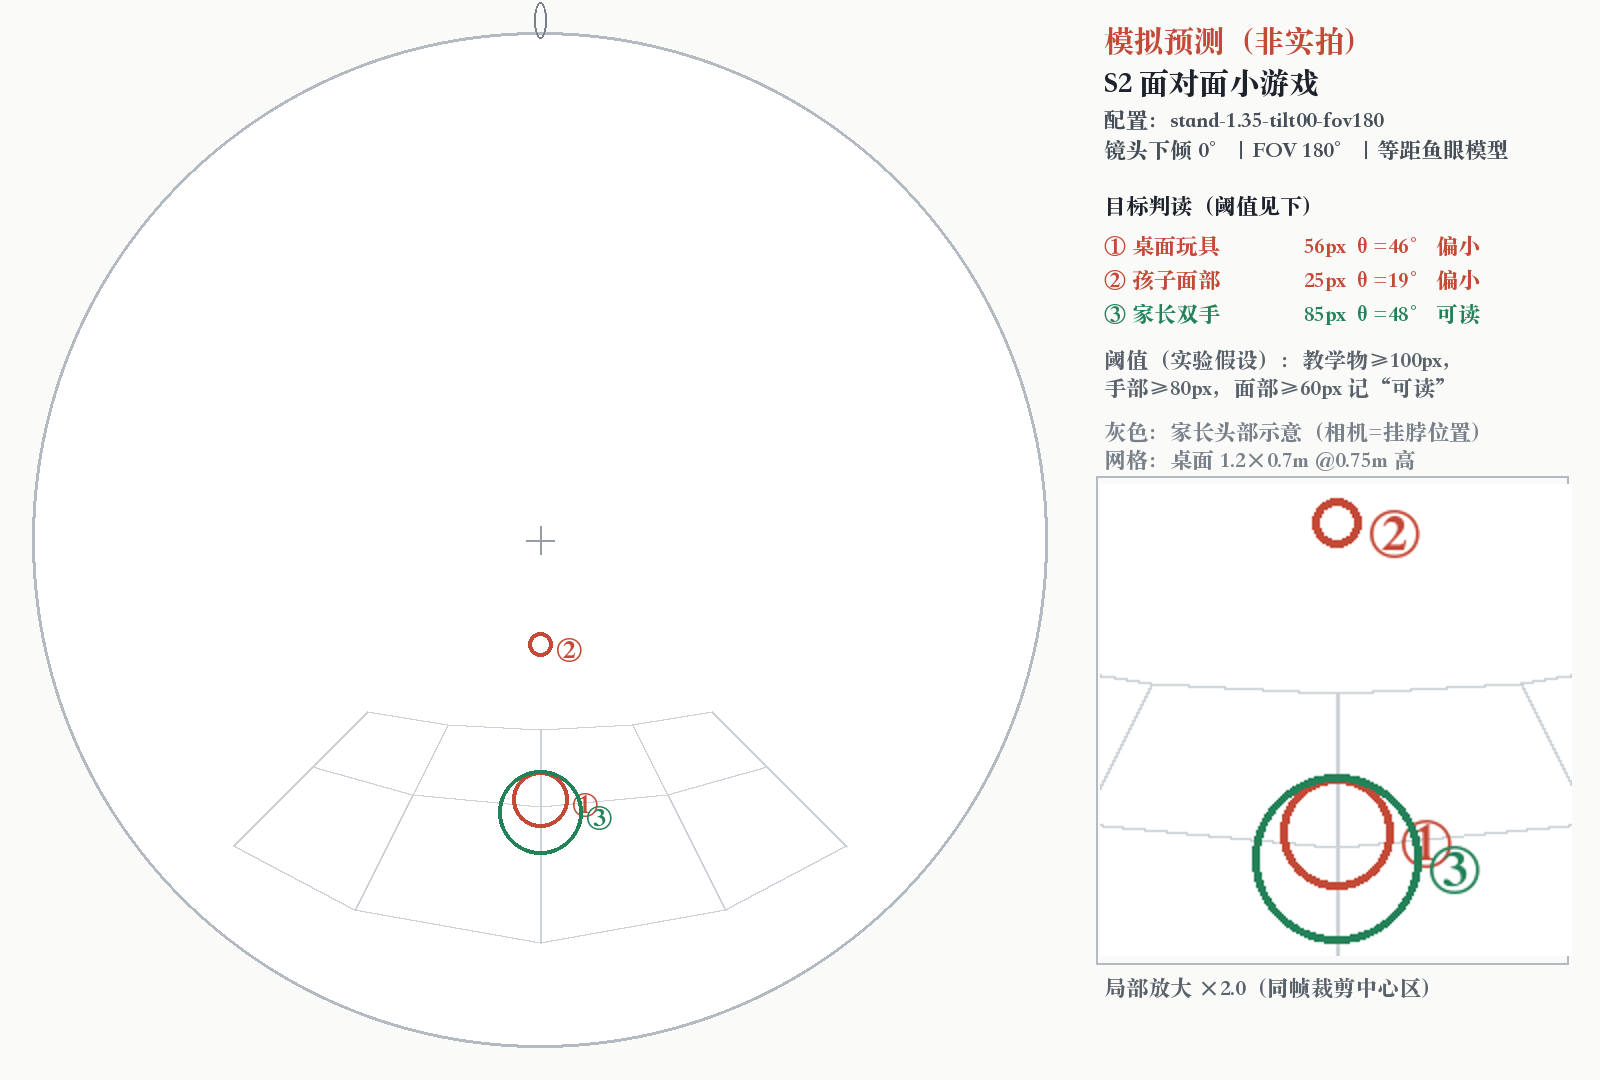 模拟预测（非实拍）
S2 面对面小游戏
配置：stand-1.35-tilt00-fov180
镜头下倾 0° ｜FOV 180° ｜等距鱼眼模型
目标判读（阈值见下）
① 桌面玩具 56px θ=46° 偏小
② 孩子面部 25px θ=19° 偏小
③ 家长双手 85px θ=48° 可读
阈值（实验假设）：教学物≥100px，
手部≥80px，面部≥60px 记“可读”
灰色：家长头部示意（相机=挂脖位置）
网格：桌面 1.2×0.7m @0.75m 高
②
①
③
②
①
③
局部放大 ×2.0（同帧裁剪中心区）